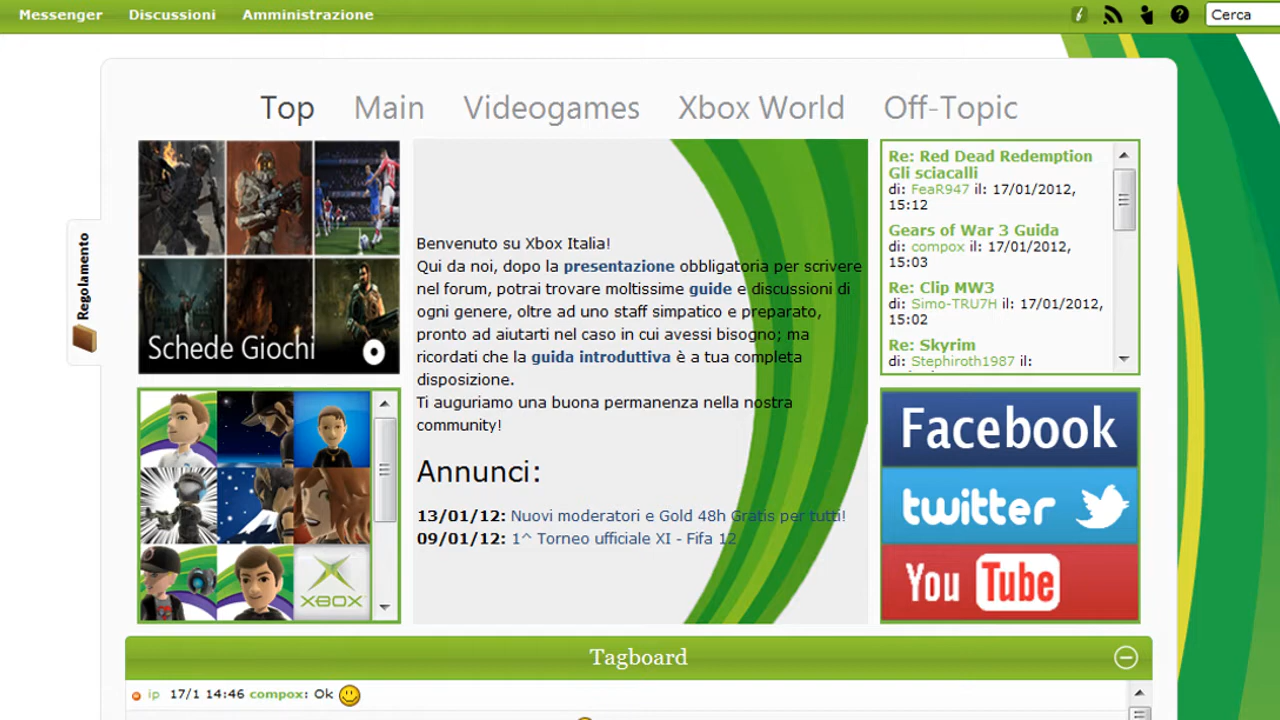 Messenger Discussioni Amministrazione
Cerca
Top Main Videogames Xbox World Off-Topic
Regolamento
Schede Giochi
XBOX
Benvenuto su Xbox Italia!
Qui da noi, dopo la presentazione obbligatoria per scrivere
nel forum, potrai trovare moltissime guide e discussioni di
ogni genere, oltre ad uno staff simpatico e preparato,
pronto ad aiutarti nel caso in cui avessi bisogno; ma
ricordati che la guida introduttiva è a tua completa
disposizione.
Ti auguriamo una buona permanenza nella nostra
community!
Annunci:
13/01/12: Nuovi moderatori e Gold 48h Gratis per tutti!
09/01/12: 1^ Torneo ufficiale XI - Fifa 12
Re: Red Dead Redemption
Gli sciacalli
di: FeaR947 il: 17/01/2012,
15:12
Gears of War 3 Guida
di: compox il: 17/01/2012,
15:03
Re: Clip MW3
di: Simo-TRU7H il: 17/01/2012,
15:02
Re: Skyrim
di: Stephiroth1987 il:
Facebook
twitter
You Tube
Tagboard
ip 17/1 14:46 compox: Ok